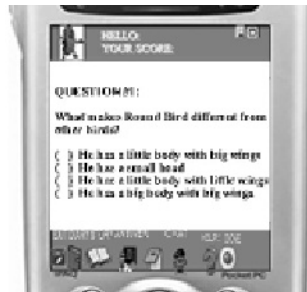 HELLO:
YOUR SCORE:
QUESTION #1:
What makes Round Bird different from
other birds?
He has a little body with big wings
He has a small head
He has a little body with little wings
He has a big body with big wings
Pocket PC